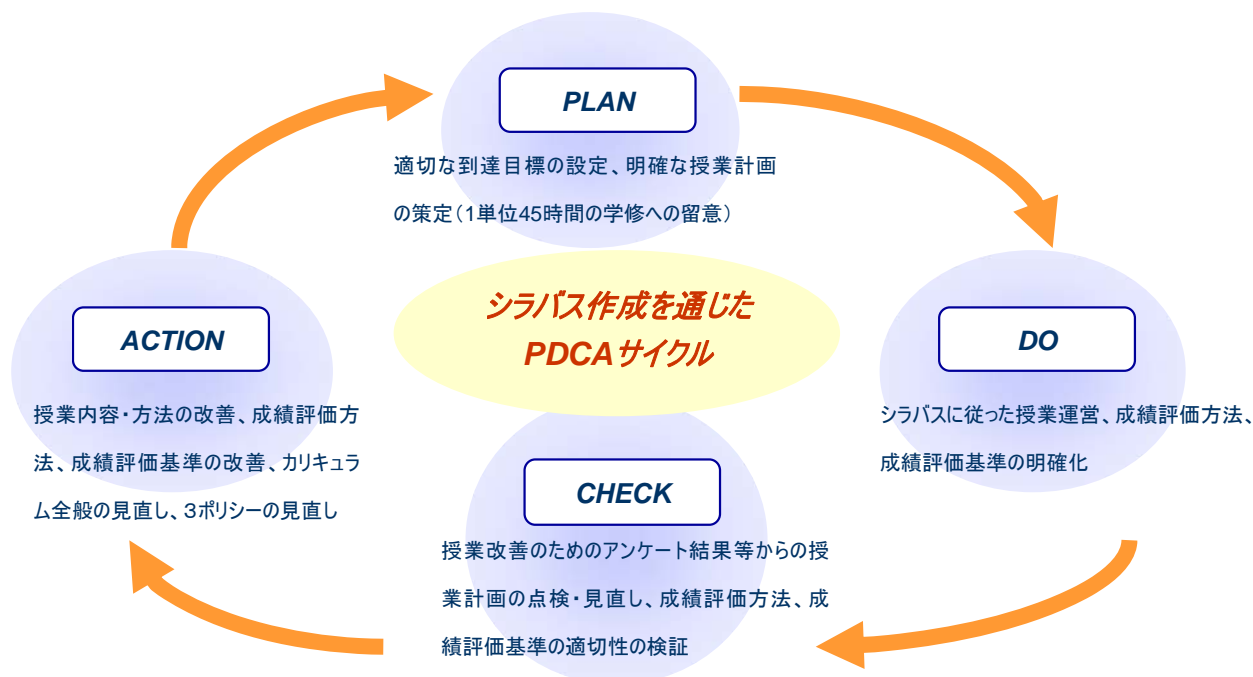 PLAN
適切な到達目標の設定、明確な授業計画
の策定（1単位45時間の学修への留意）
シラバス作成を通じた
PDCAサイクル
ACTION
授業内容・方法の改善、成績評価方
法、成績評価基準の改善、カリキュラ
ム全般の見直し、3ポリシーの見直し
DO
シラバスに従った授業運営、成績評価方法、
成績評価基準の明確化
CHECK
授業改善のためのアンケート結果等からの授
業計画の点検・見直し、成績評価方法、成
績評価基準の適切性の検証